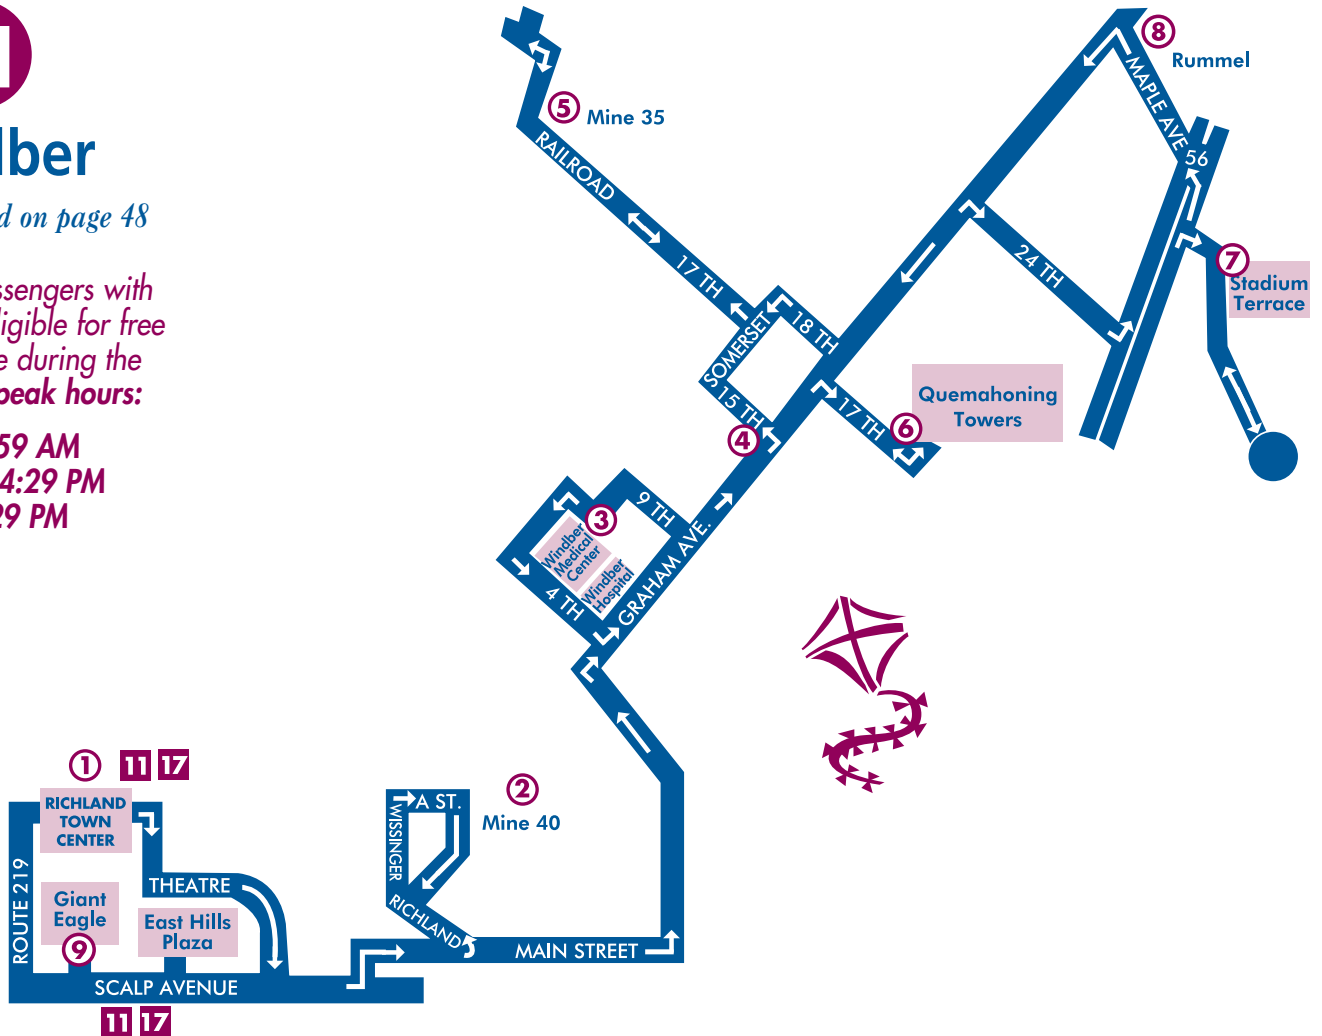 8
Rummel
MAPLE AVE
5
Mine 35
RAILROAD
56
lber
d on page 48
24 TH
7
Stadium
Terrace
17 TH
ssengers with
ligible for free
e during the
peak hours:
18 TH
SOMERSET
Quemahoning
Towers
15 TH
17 TH
6
4
59 AM
4:29 PM
29 PM
9 TH
3
Windber
Medical
Center
Windber
Hospital
GRAHAM AVE.
4 TH
1
11
17
RICHLAND
TOWN
CENTER
2
Mine 40
A ST.
WISSINGER
ROUTE 219
THEATRE
Giant
Eagle
9
East Hills
Plaza
RICHLAND
MAIN STREET
SCALP AVENUE
11
17